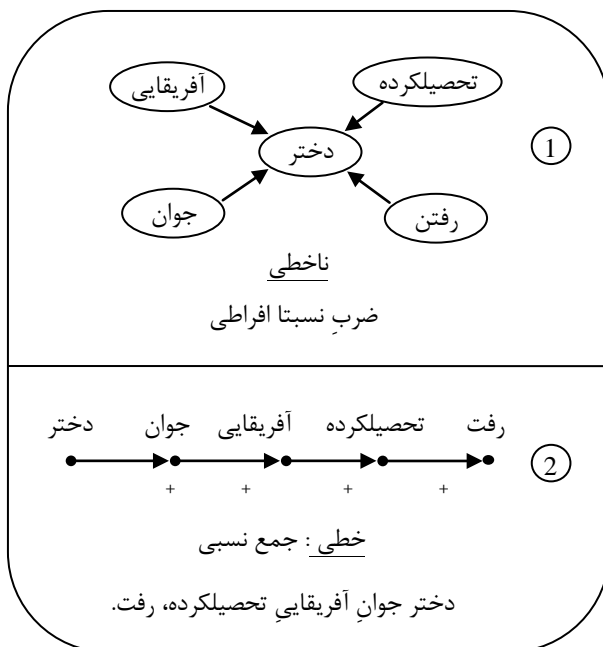 آفریقایی تحصیلکرده
دختر
1
جوان رفتن
ناخطی
ضربِ نسبتا افراطی
دختر جوان آفریقایی تحصیلکرده رفت
2
+ + + +
خطی : جمع نسبی
دختر جوانِ آفریقاییِ تحصیلکرده، رفت.